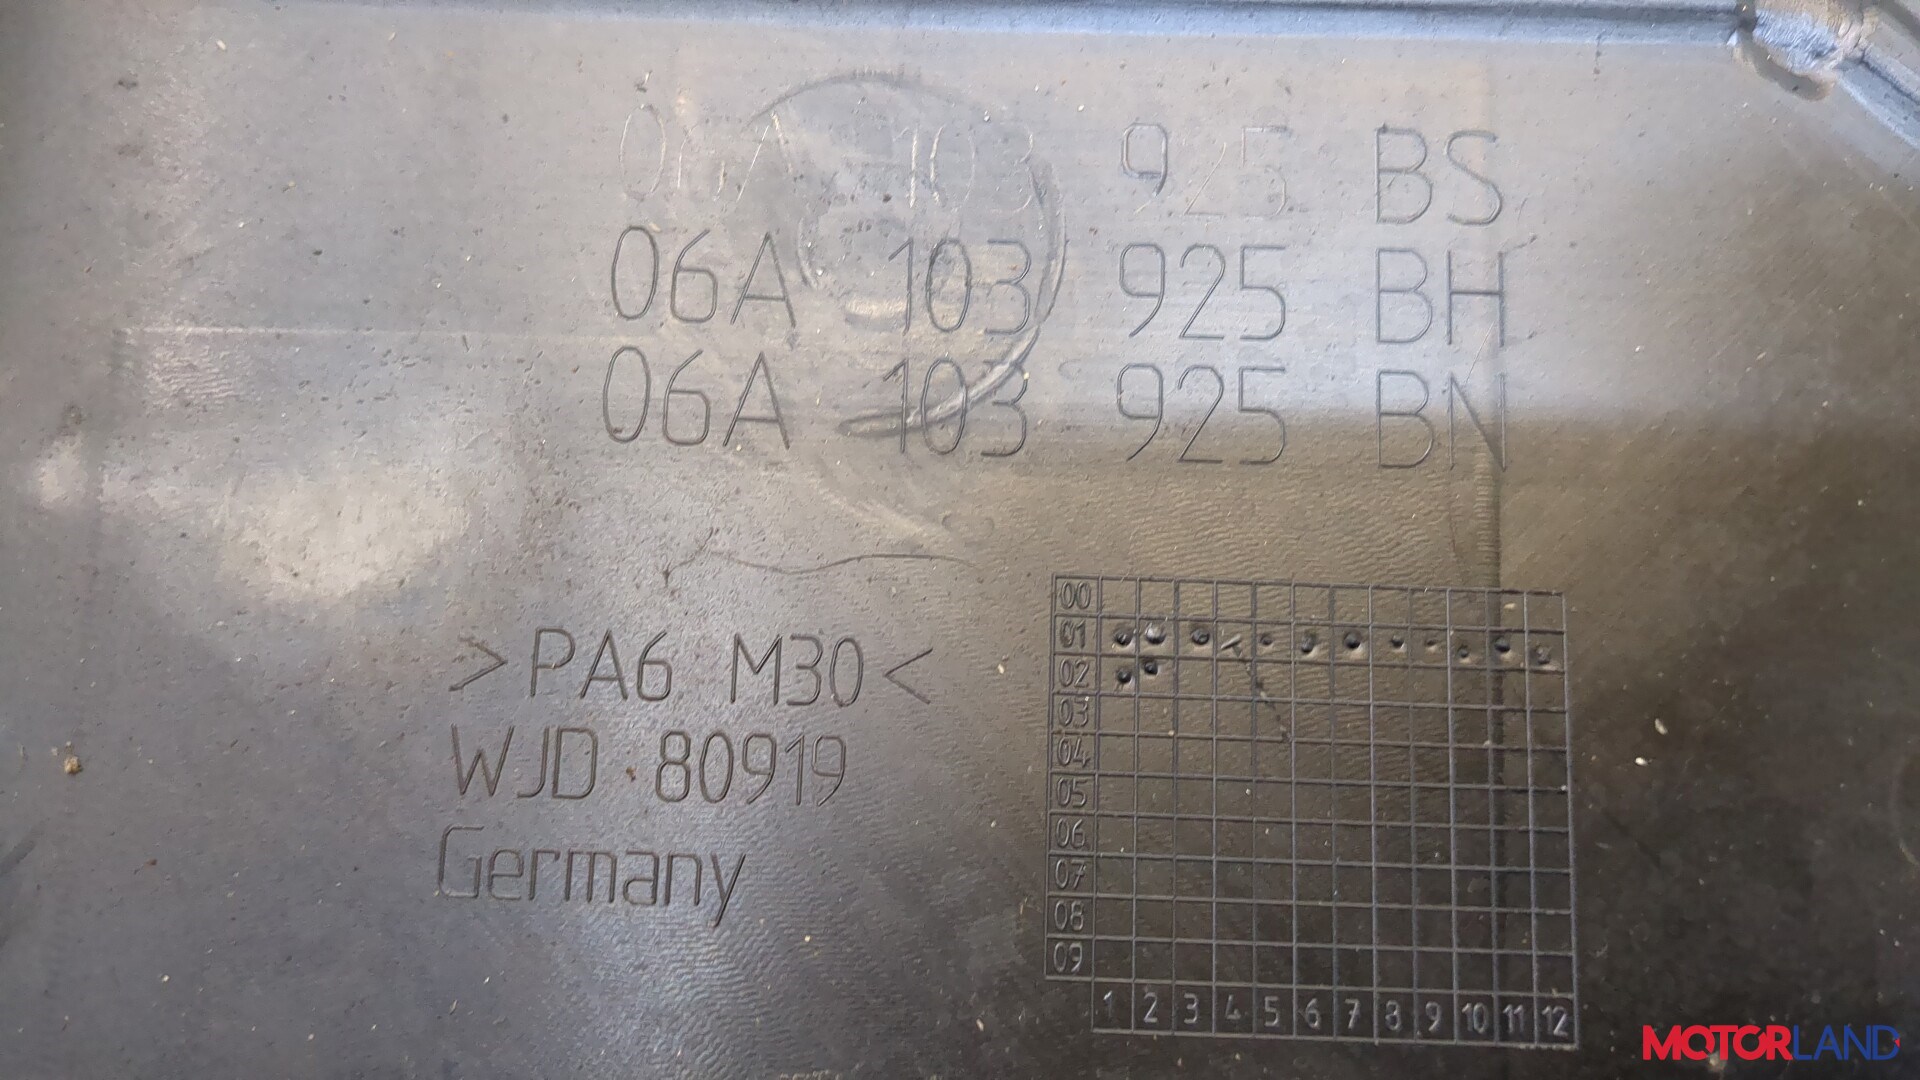 06A 103 925 BS
06A 103 925 BH
06A 103 925 BN
>PA6 M30<
WJD 80919
Germany
00
01
02
03
04
05
06
07
08
09
1 2 3 4 5 6 7 8 9 10 11 12
MOTORLAND